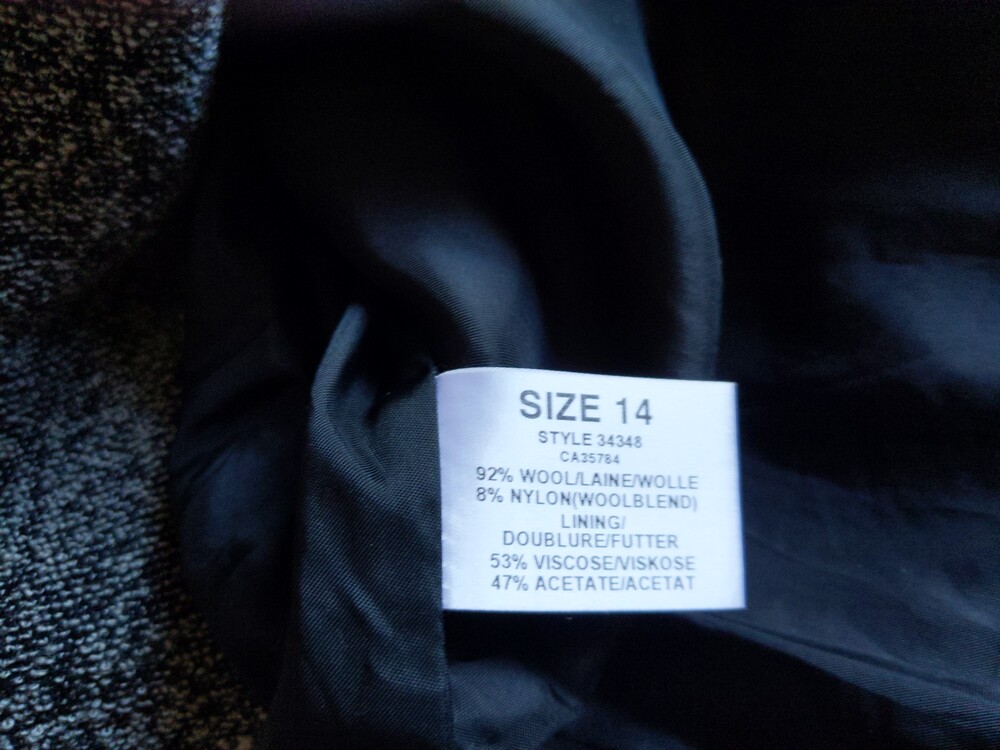 SIZE 14
STYLE 34348
CA35784
92% WOOL/LAINE/WOLLE
8% NYLON(WOOLBLEND)
LINING/
DOUBLURE/FUTTER
53% VISCOSE/VISKOSE
47% ACETATE/ACETAT